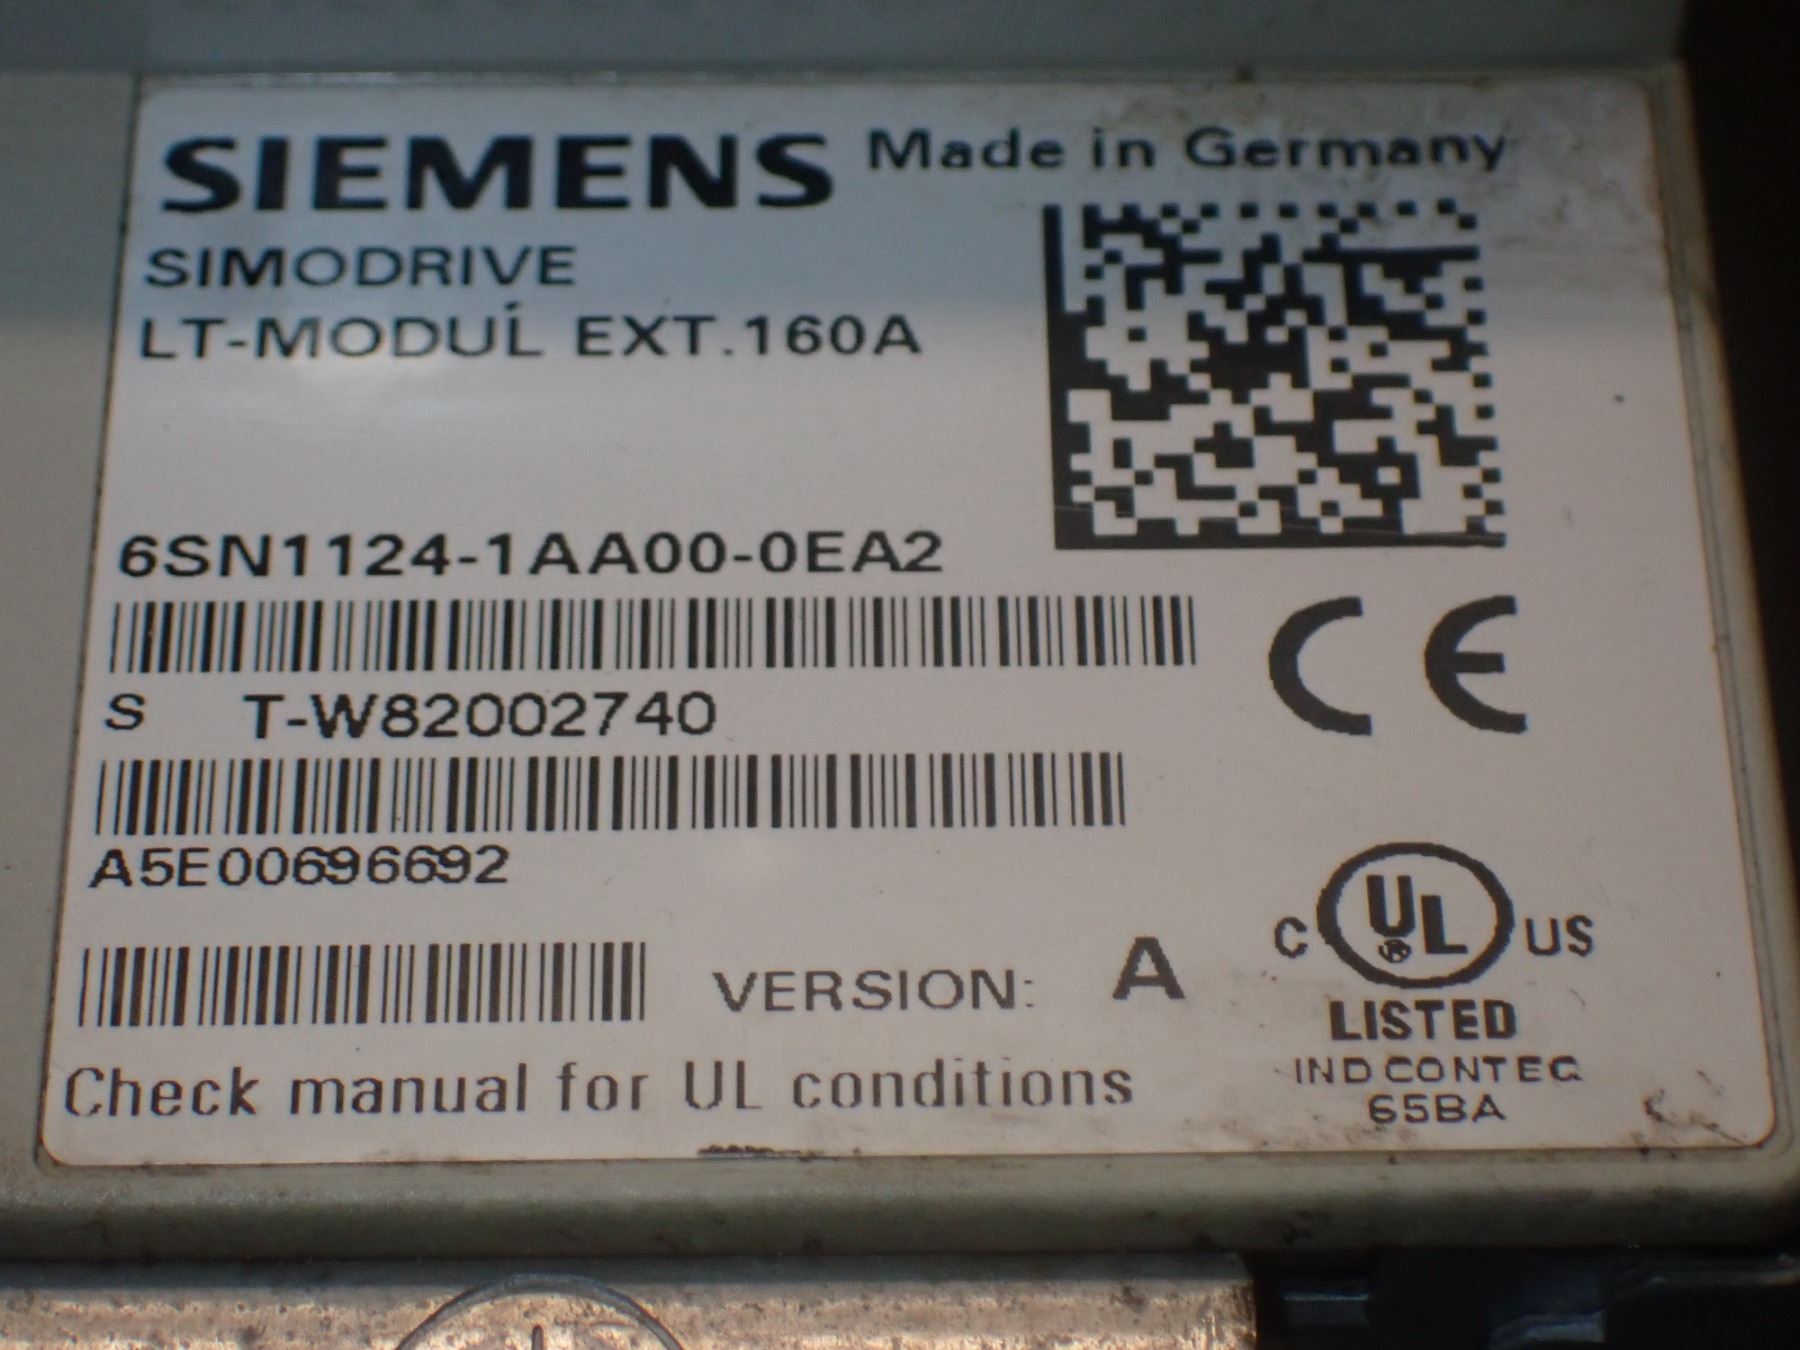 SIEMENS Made in Germany
SIMODRIVE
LT-MODUL EXT.160A
6SN1124-1AA00-0EA2
S T-W82002740
A5E00696692
VERSION: A
Check manual for UL conditions
C UL US
LISTED
IND CONT EQ
65BA
CE